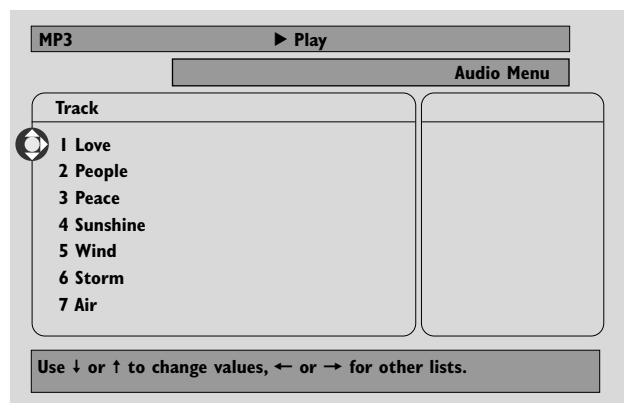 MP3 ▶ Play
Audio Menu
Track
1 Love
2 People
3 Peace
4 Sunshine
5 Wind
6 Storm
7 Air
Use ↓ or ↑ to change values, ← or → for other lists.